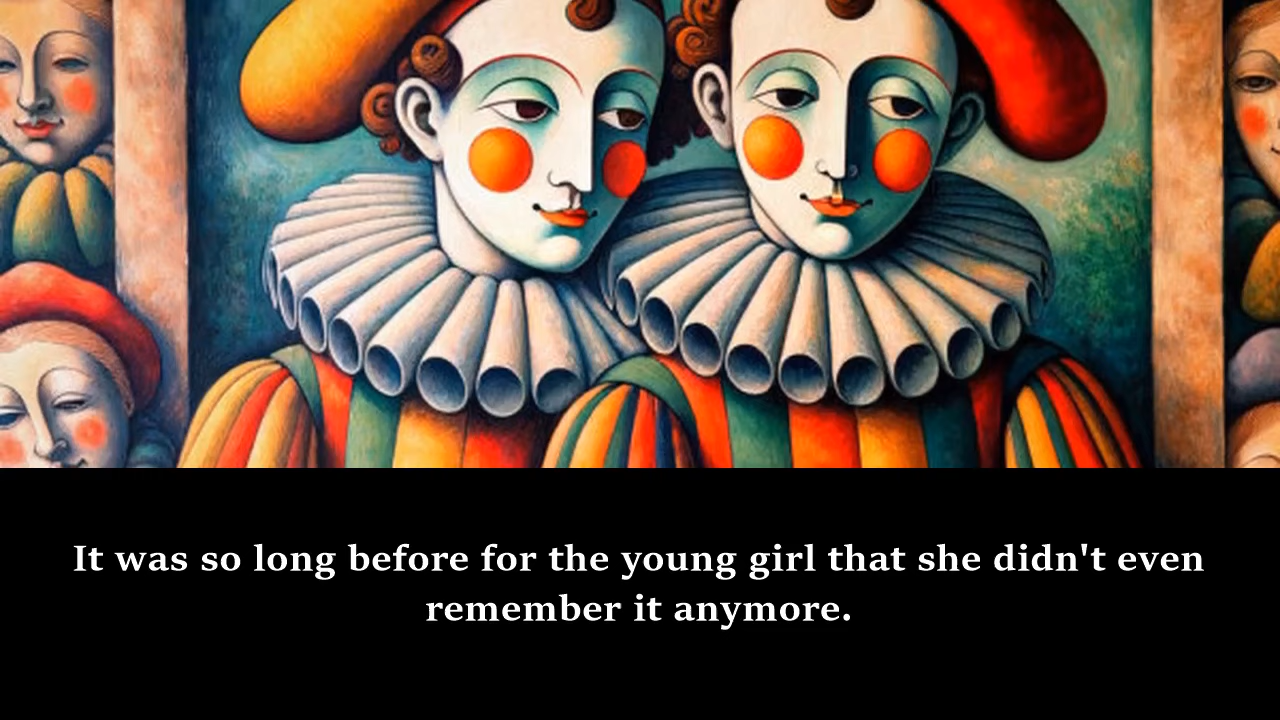 It was so long before for the young girl that she didn't even
remember it anymore.